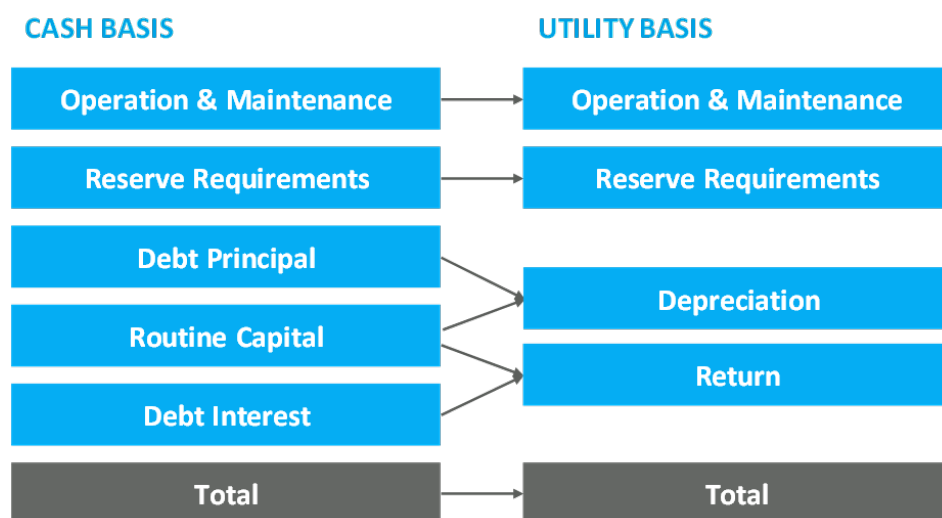 CASH BASIS
UTILITY BASIS
Operation & Maintenance
Operation & Maintenance
Reserve Requirements
Reserve Requirements
Debt Principal
Depreciation
Routine Capital
Return
Debt Interest
Total
Total